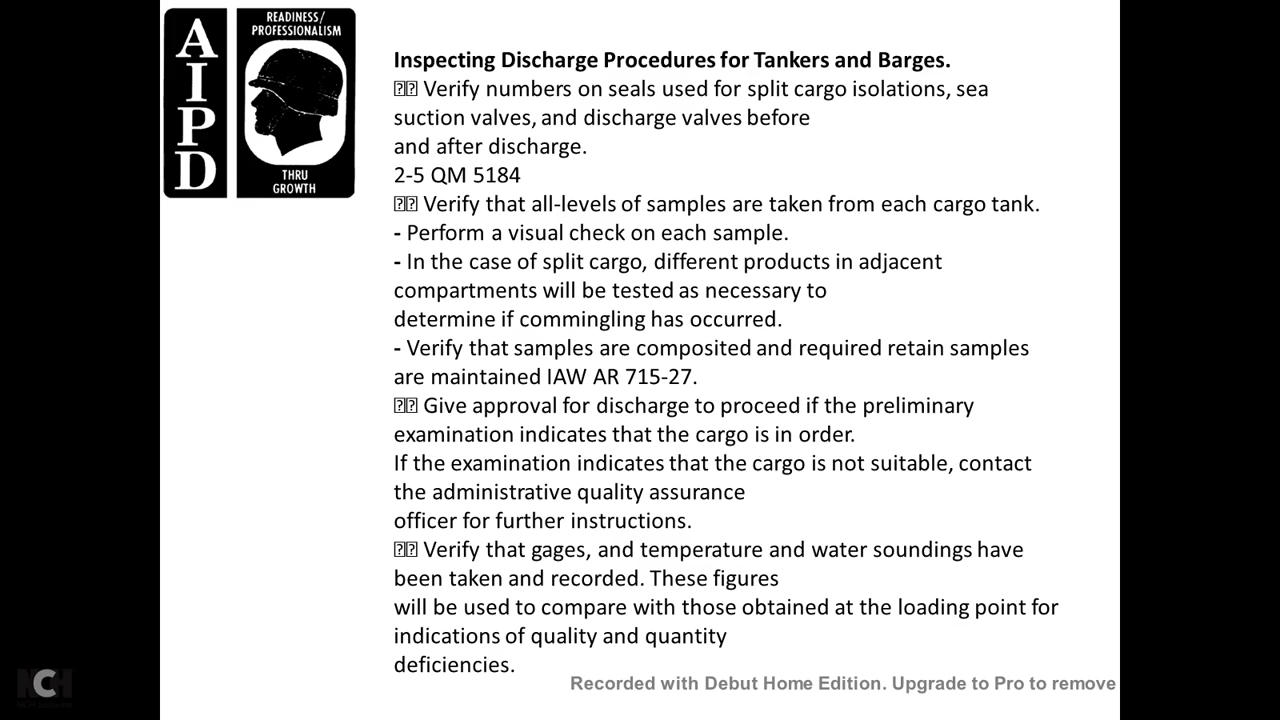 AIPD
READINESS/
PROFESSIONALISM
THRU
GROWTH
Inspecting Discharge Procedures for Tankers and Barges.
⍰⍰ Verify numbers on seals used for split cargo isolations, sea
suction valves, and discharge valves before
and after discharge.
2-5 QM 5184
⍰⍰ Verify that all-levels of samples are taken from each cargo tank.
- Perform a visual check on each sample.
- In the case of split cargo, different products in adjacent
compartments will be tested as necessary to
determine if commingling has occurred.
- Verify that samples are composited and required retain samples
are maintained IAW AR 715-27.
⍰⍰ Give approval for discharge to proceed if the preliminary
examination indicates that the cargo is in order.
If the examination indicates that the cargo is not suitable, contact
the administrative quality assurance
officer for further instructions.
⍰⍰ Verify that gages, and temperature and water soundings have
been taken and recorded. These figures
will be used to compare with those obtained at the loading point for
indications of quality and quantity
deficiencies.
NCH
Recorded with Debut Home Edition. Upgrade to Pro to remove